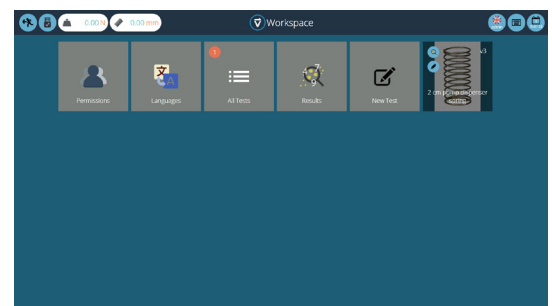 0.00 N
0.00 mm
Workspace
1
v3
Permissions
Languages
All Tests
Results
New Test
2 cm pump dispenser
spring